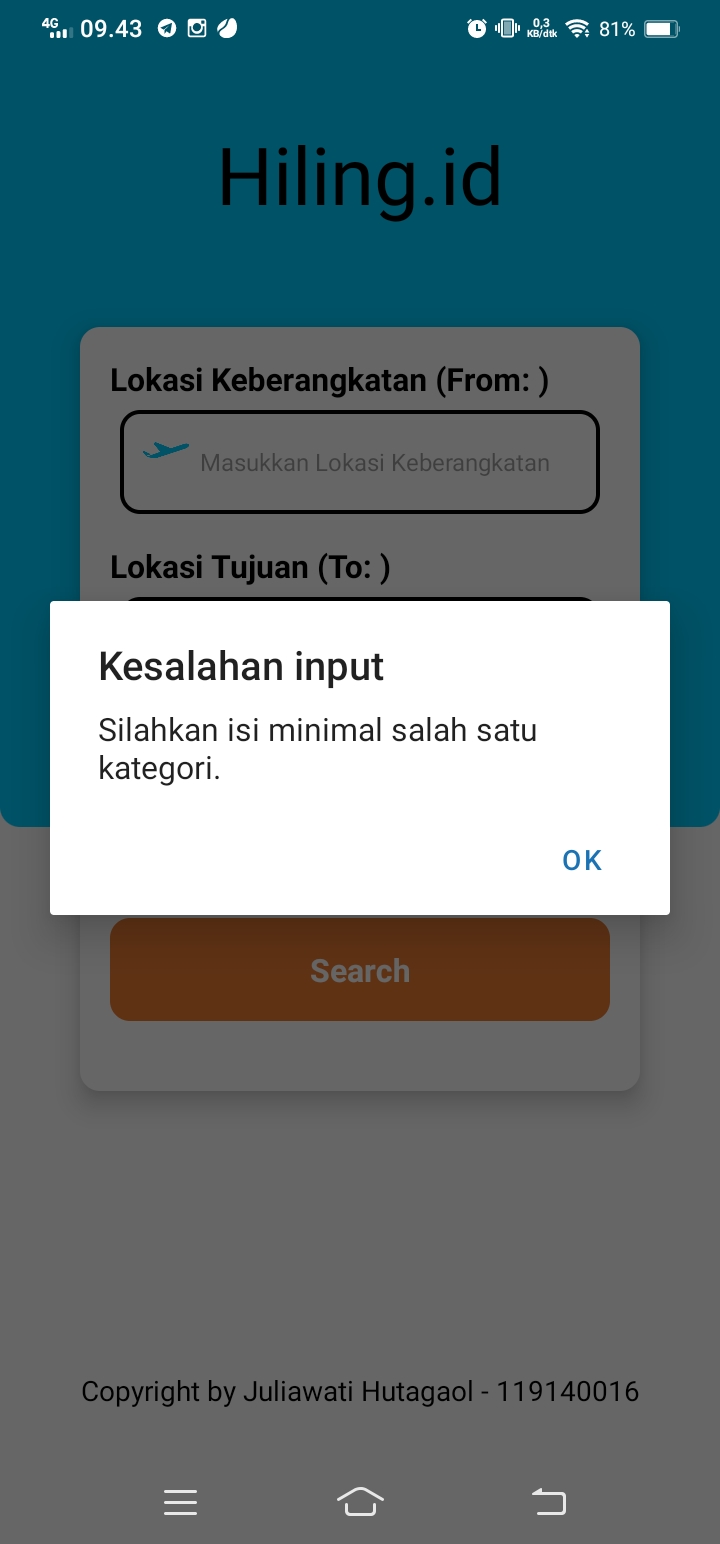 4G 09.43 0,3 KB/dtk 81%
Hiling.id
Lokasi Keberangkatan (From: )
Masukkan Lokasi Keberangkatan
Lokasi Tujuan (To: )
Kesalahan input
Silahkan isi minimal salah satu
kategori.
OK
Search
Copyright by Juliawati Hutagaol - 119140016